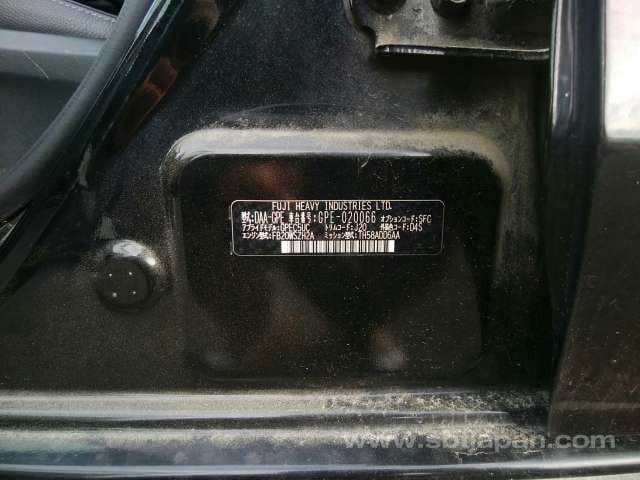 FUJI HEAVY INDUSTRIES LTD.
型式:DAA-GPE 車台番号:GPE-020066 オプションコード:SFC
アプライドモデル:GPEC5UC トリムコード:J20 外装色コード:D4S
エンジン型式:FB20WSZH2A ミッション型式:TH58ADD6AA
www.sbtjapan.com